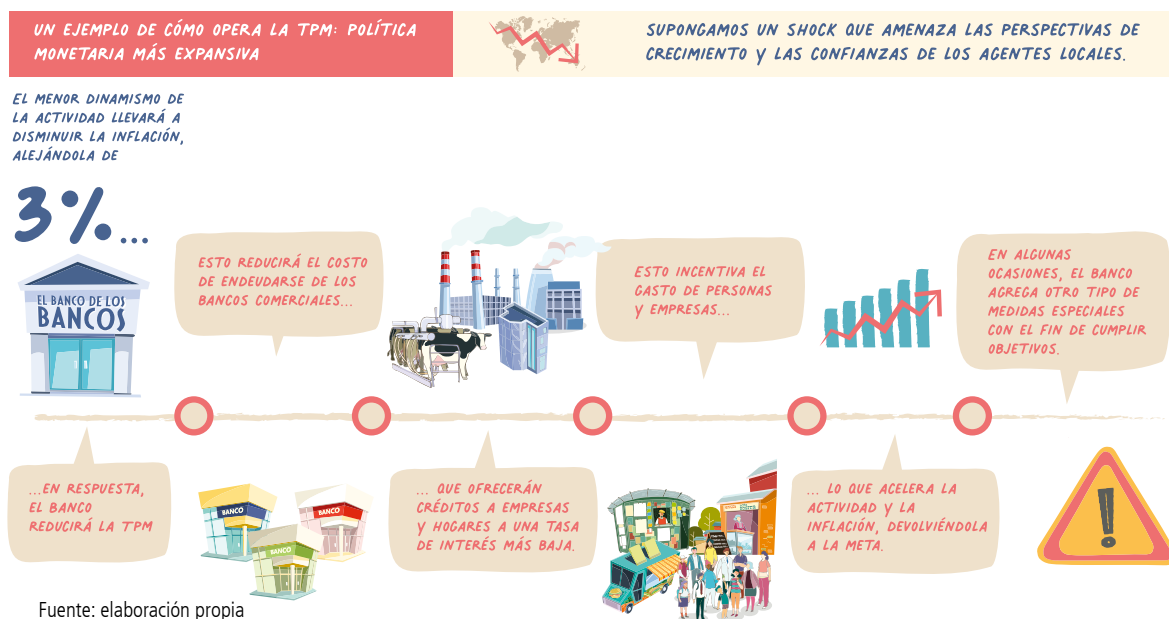 UN EJEMPLO DE CÓMO OPERA LA TPM: POLÍTICA
MONETARIA MÁS EXPANSIVA
SUPONGAMOS UN SHOCK QUE AMENAZA LAS PERSPECTIVAS DE
CRECIMIENTO Y LAS CONFIANZAS DE LOS AGENTES LOCALES.
EL MENOR DINAMISMO DE
LA ACTIVIDAD LLEVARÁ A
DISMINUIR LA INFLACIÓN,
ALEJÁNDOLA DE
3%...
EL BANCO DE LOS
BANCOS
...EN RESPUESTA,
EL BANCO
REDUCIRÁ LA TPM
ESTO REDUCIRÁ EL COSTO
DE ENDEUDARSE DE LOS
BANCOS COMERCIALES...
BANCO
BANCO
BANCO
... QUE OFRECERÁN
CRÉDITOS A EMPRESAS
Y HOGARES A UNA TASA
DE INTERÉS MÁS BAJA.
ESTO INCENTIVA EL
GASTO DE PERSONAS
Y EMPRESAS...
... LO QUE ACELERA LA
ACTIVIDAD Y LA
INFLACIÓN, DEVOLVIÉNDOLA
A LA META.
EN ALGUNAS
OCASIONES, EL BANCO
AGREGA OTRO TIPO DE
MEDIDAS ESPECIALES
CON EL FIN DE CUMPLIR
OBJETIVOS.
!
Fuente: elaboración propia